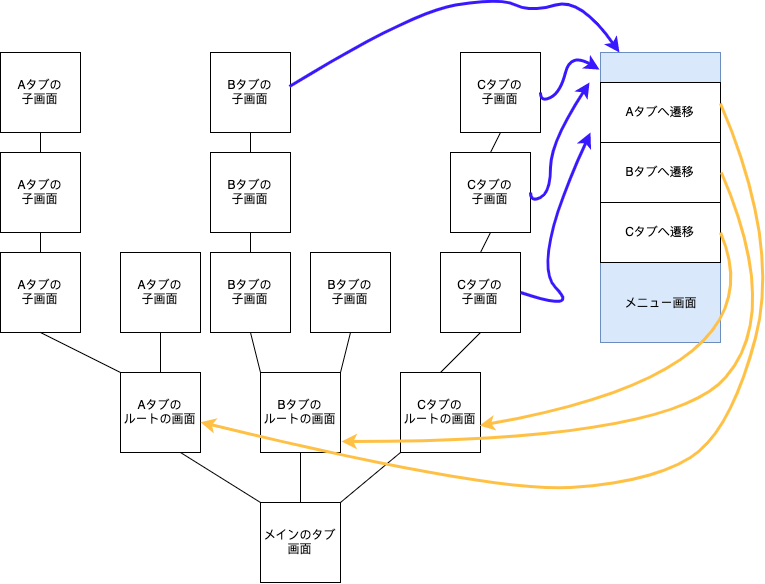 Aタブの
子画面
Bタブの
子画面
Cタブの
子画面
Aタブへ遷移
Aタブの
子画面
Bタブの
子画面
Cタブの
子画面
Bタブへ遷移
Cタブへ遷移
Aタブの
子画面
Aタブの
子画面
Bタブの
子画面
Bタブの
子画面
Cタブの
子画面
メニュー画面
Aタブの
ルートの画面
Bタブの
ルートの画面
Cタブの
ルートの画面
メインのタブ
画面